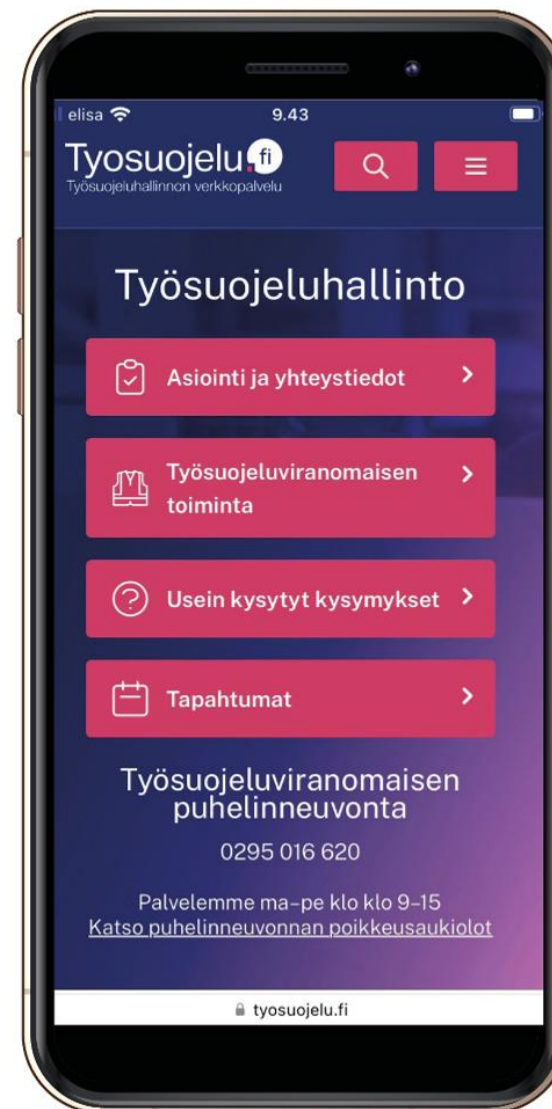 elisa 9.43
Tyosuojelu.fi
Työsuojeluhallinnon verkkopalvelu
Työsuojeluhallinto
Asiointi ja yhteystiedot
Työsuojeluviranomaisen
toiminta
Usein kysytyt kysymykset
Tapahtumat
Työsuojeluviranomaisen
puhelinneuvonta
0295 016 620
Palvelemme ma–pe klo klo 9–15
Katso puhelinneuvonnan poikkeusaukiolot
tyosuojelu.fi